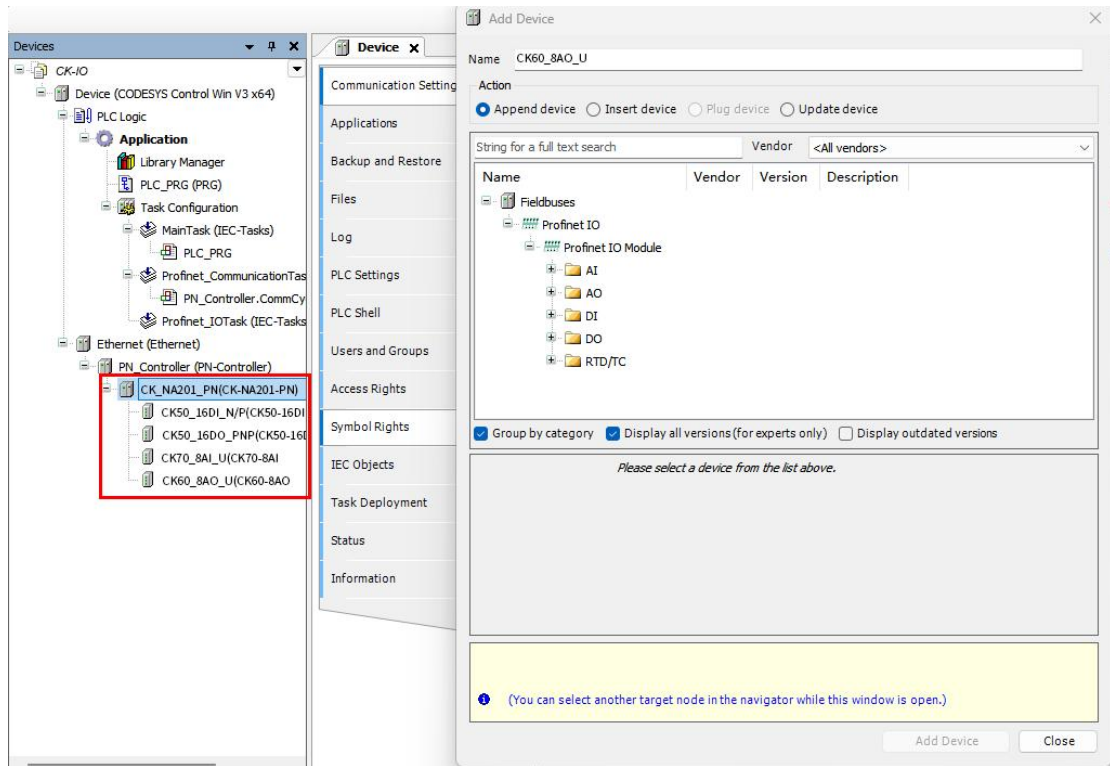 Devices
CK-IO
Device (CODESYS Control Win V3 x64)
PLC Logic
Application
Library Manager
PLC_PRG (PRG)
Task Configuration
MainTask (IEC-Tasks)
PLC_PRG
Profinet_CommunicationTas
PN_Controller.CommCy
Profinet_IOTask (IEC-Tasks
Ethernet (Ethernet)
PN_Controller (PN-Controller)
CK_NA201_PN(CK-NA201-PN)
CK50_16DI_N/P(CK50-16DI
CK50_16DO_PNP(CK50-16D
CK70_8AI_U(CK70-8AI
CK60_8AO_U(CK60-8AO
Device
Communication Setting
Applications
Backup and Restore
Files
Log
PLC Settings
PLC Shell
Users and Groups
Access Rights
Symbol Rights
IEC Objects
Task Deployment
Status
Information
Add Device
Name CK60_8AO_U
Action
Append device Insert device Plug device Update device
String for a full text search Vendor <All vendors>
Name Vendor Version Description
Fieldbuses
Profinet IO
Profinet IO Module
AI
AO
DI
DO
RTD/TC
Group by category Display all versions (for experts only) Display outdated versions
Please select a device from the list above.
(You can select another target node in the navigator while this window is open.)
Add Device Close